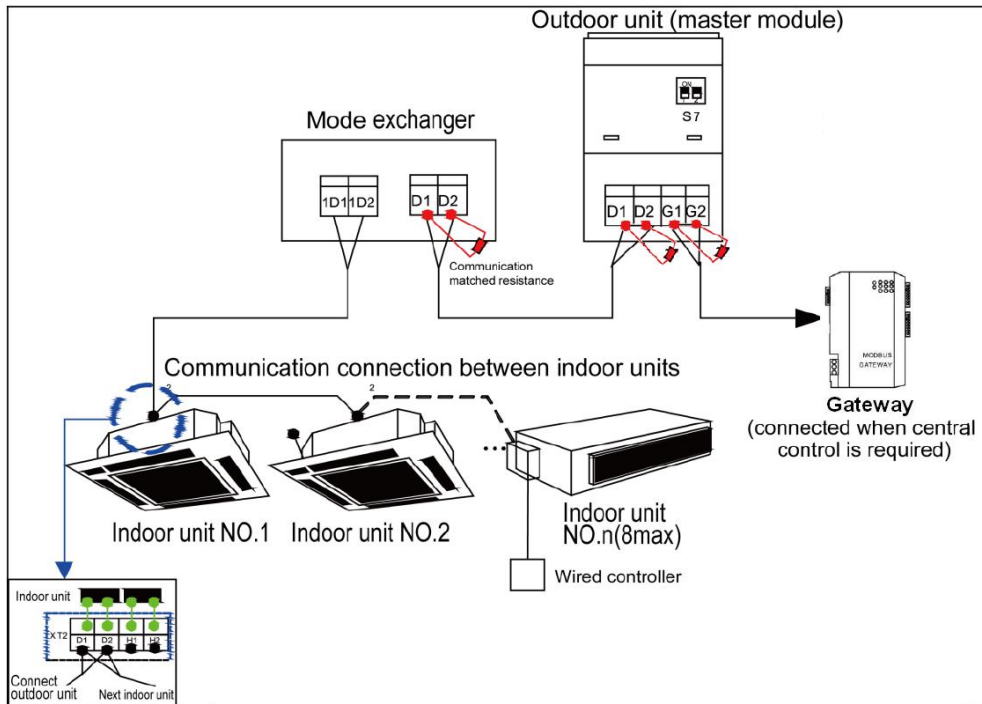 Outdoor unit (master module)
ON
1 2
S7
Mode exchanger
1D1 1D2
D1 D2
D1 D2 G1 G2
Communication
matched resistance
MODBUS
GATEWAY
Gateway
(connected when central
control is required)
Communication connection between indoor units
2
2
Indoor unit NO.1
Indoor unit NO.2
Indoor unit
NO.n(8max)
Wired controller
Indoor unit
XT2
D1 D2 H1 H2
Connect
outdoor unit
Next indoor unit